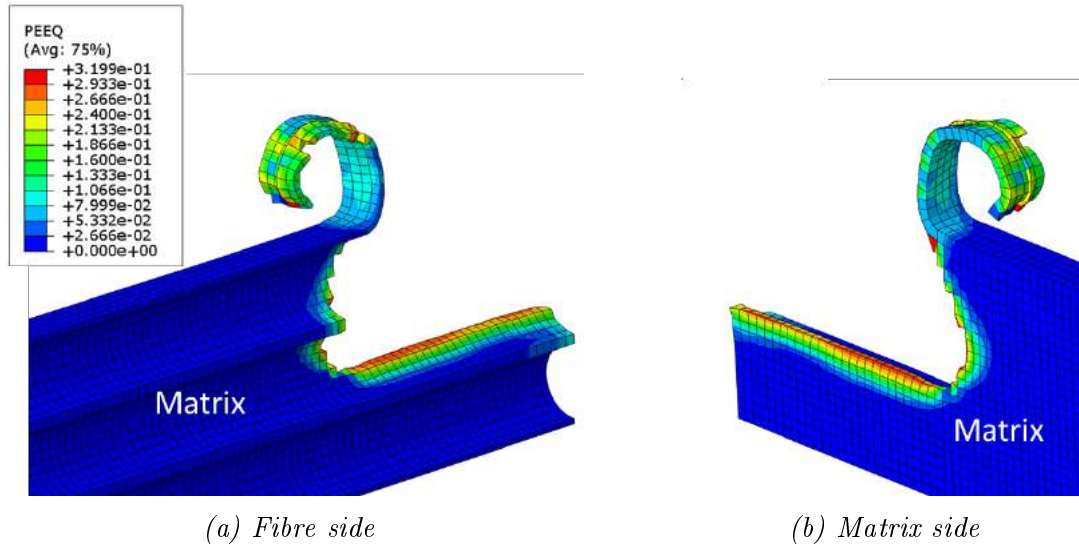 PEEQ
(Avg: 75%)
+3.199e-01
+2.933e-01
+2.666e-01
+2.400e-01
+2.133e-01
+1.866e-01
+1.600e-01
+1.333e-01
+1.066e-01
+7.999e-02
+5.332e-02
+2.666e-02
+0.000e+00
Matrix
Matrix
(a) Fibre side
(b) Matrix side